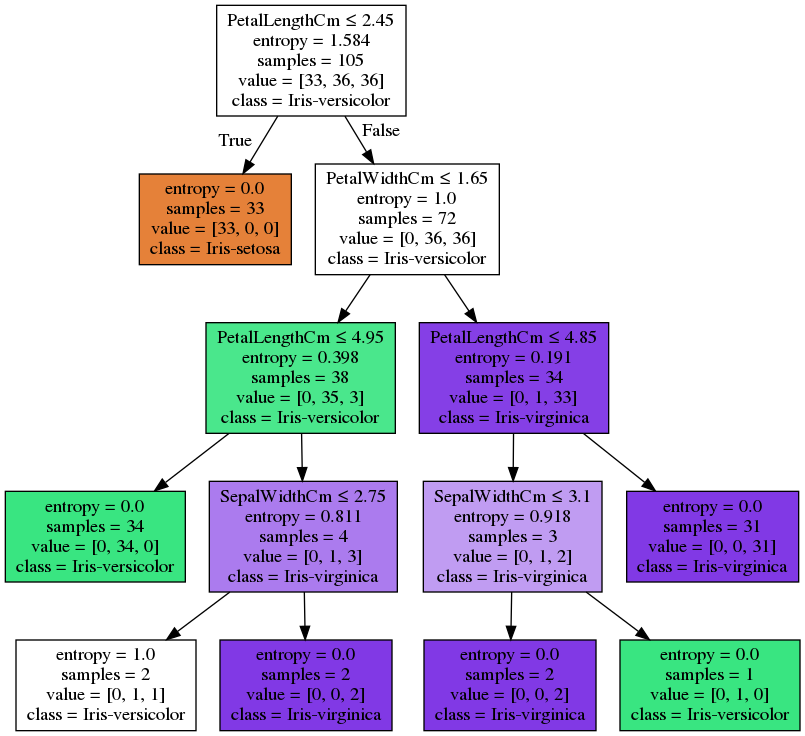 PetalLengthCm ≤ 2.45
entropy = 1.584
samples = 105
value = [33, 36, 36]
class = Iris-versicolor
True
False
entropy = 0.0
samples = 33
value = [33, 0, 0]
class = Iris-setosa
PetalWidthCm ≤ 1.65
entropy = 1.0
samples = 72
value = [0, 36, 36]
class = Iris-versicolor
PetalLengthCm ≤ 4.95
entropy = 0.398
samples = 38
value = [0, 35, 3]
class = Iris-versicolor
PetalLengthCm ≤ 4.85
entropy = 0.191
samples = 34
value = [0, 1, 33]
class = Iris-virginica
entropy = 0.0
samples = 34
value = [0, 34, 0]
class = Iris-versicolor
SepalWidthCm ≤ 2.75
entropy = 0.811
samples = 4
value = [0, 1, 3]
class = Iris-virginica
SepalWidthCm ≤ 3.1
entropy = 0.918
samples = 3
value = [0, 1, 2]
class = Iris-virginica
entropy = 0.0
samples = 31
value = [0, 0, 31]
class = Iris-virginica
entropy = 1.0
samples = 2
value = [0, 1, 1]
class = Iris-versicolor
entropy = 0.0
samples = 2
value = [0, 0, 2]
class = Iris-virginica
entropy = 0.0
samples = 2
value = [0, 0, 2]
class = Iris-virginica
entropy = 0.0
samples = 1
value = [0, 1, 0]
class = Iris-versicolor